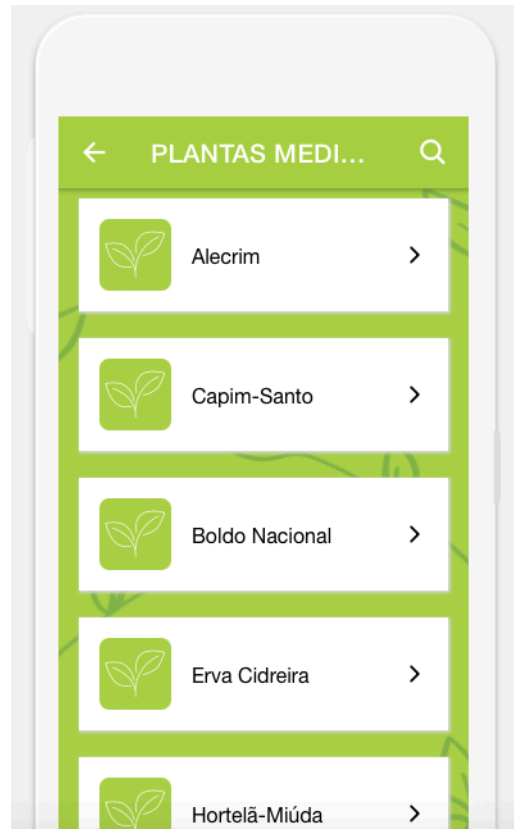 PLANTAS MEDI...
Alecrim
Capim-Santo
Boldo Nacional
Erva Cidreira
Hortelã-Miúda